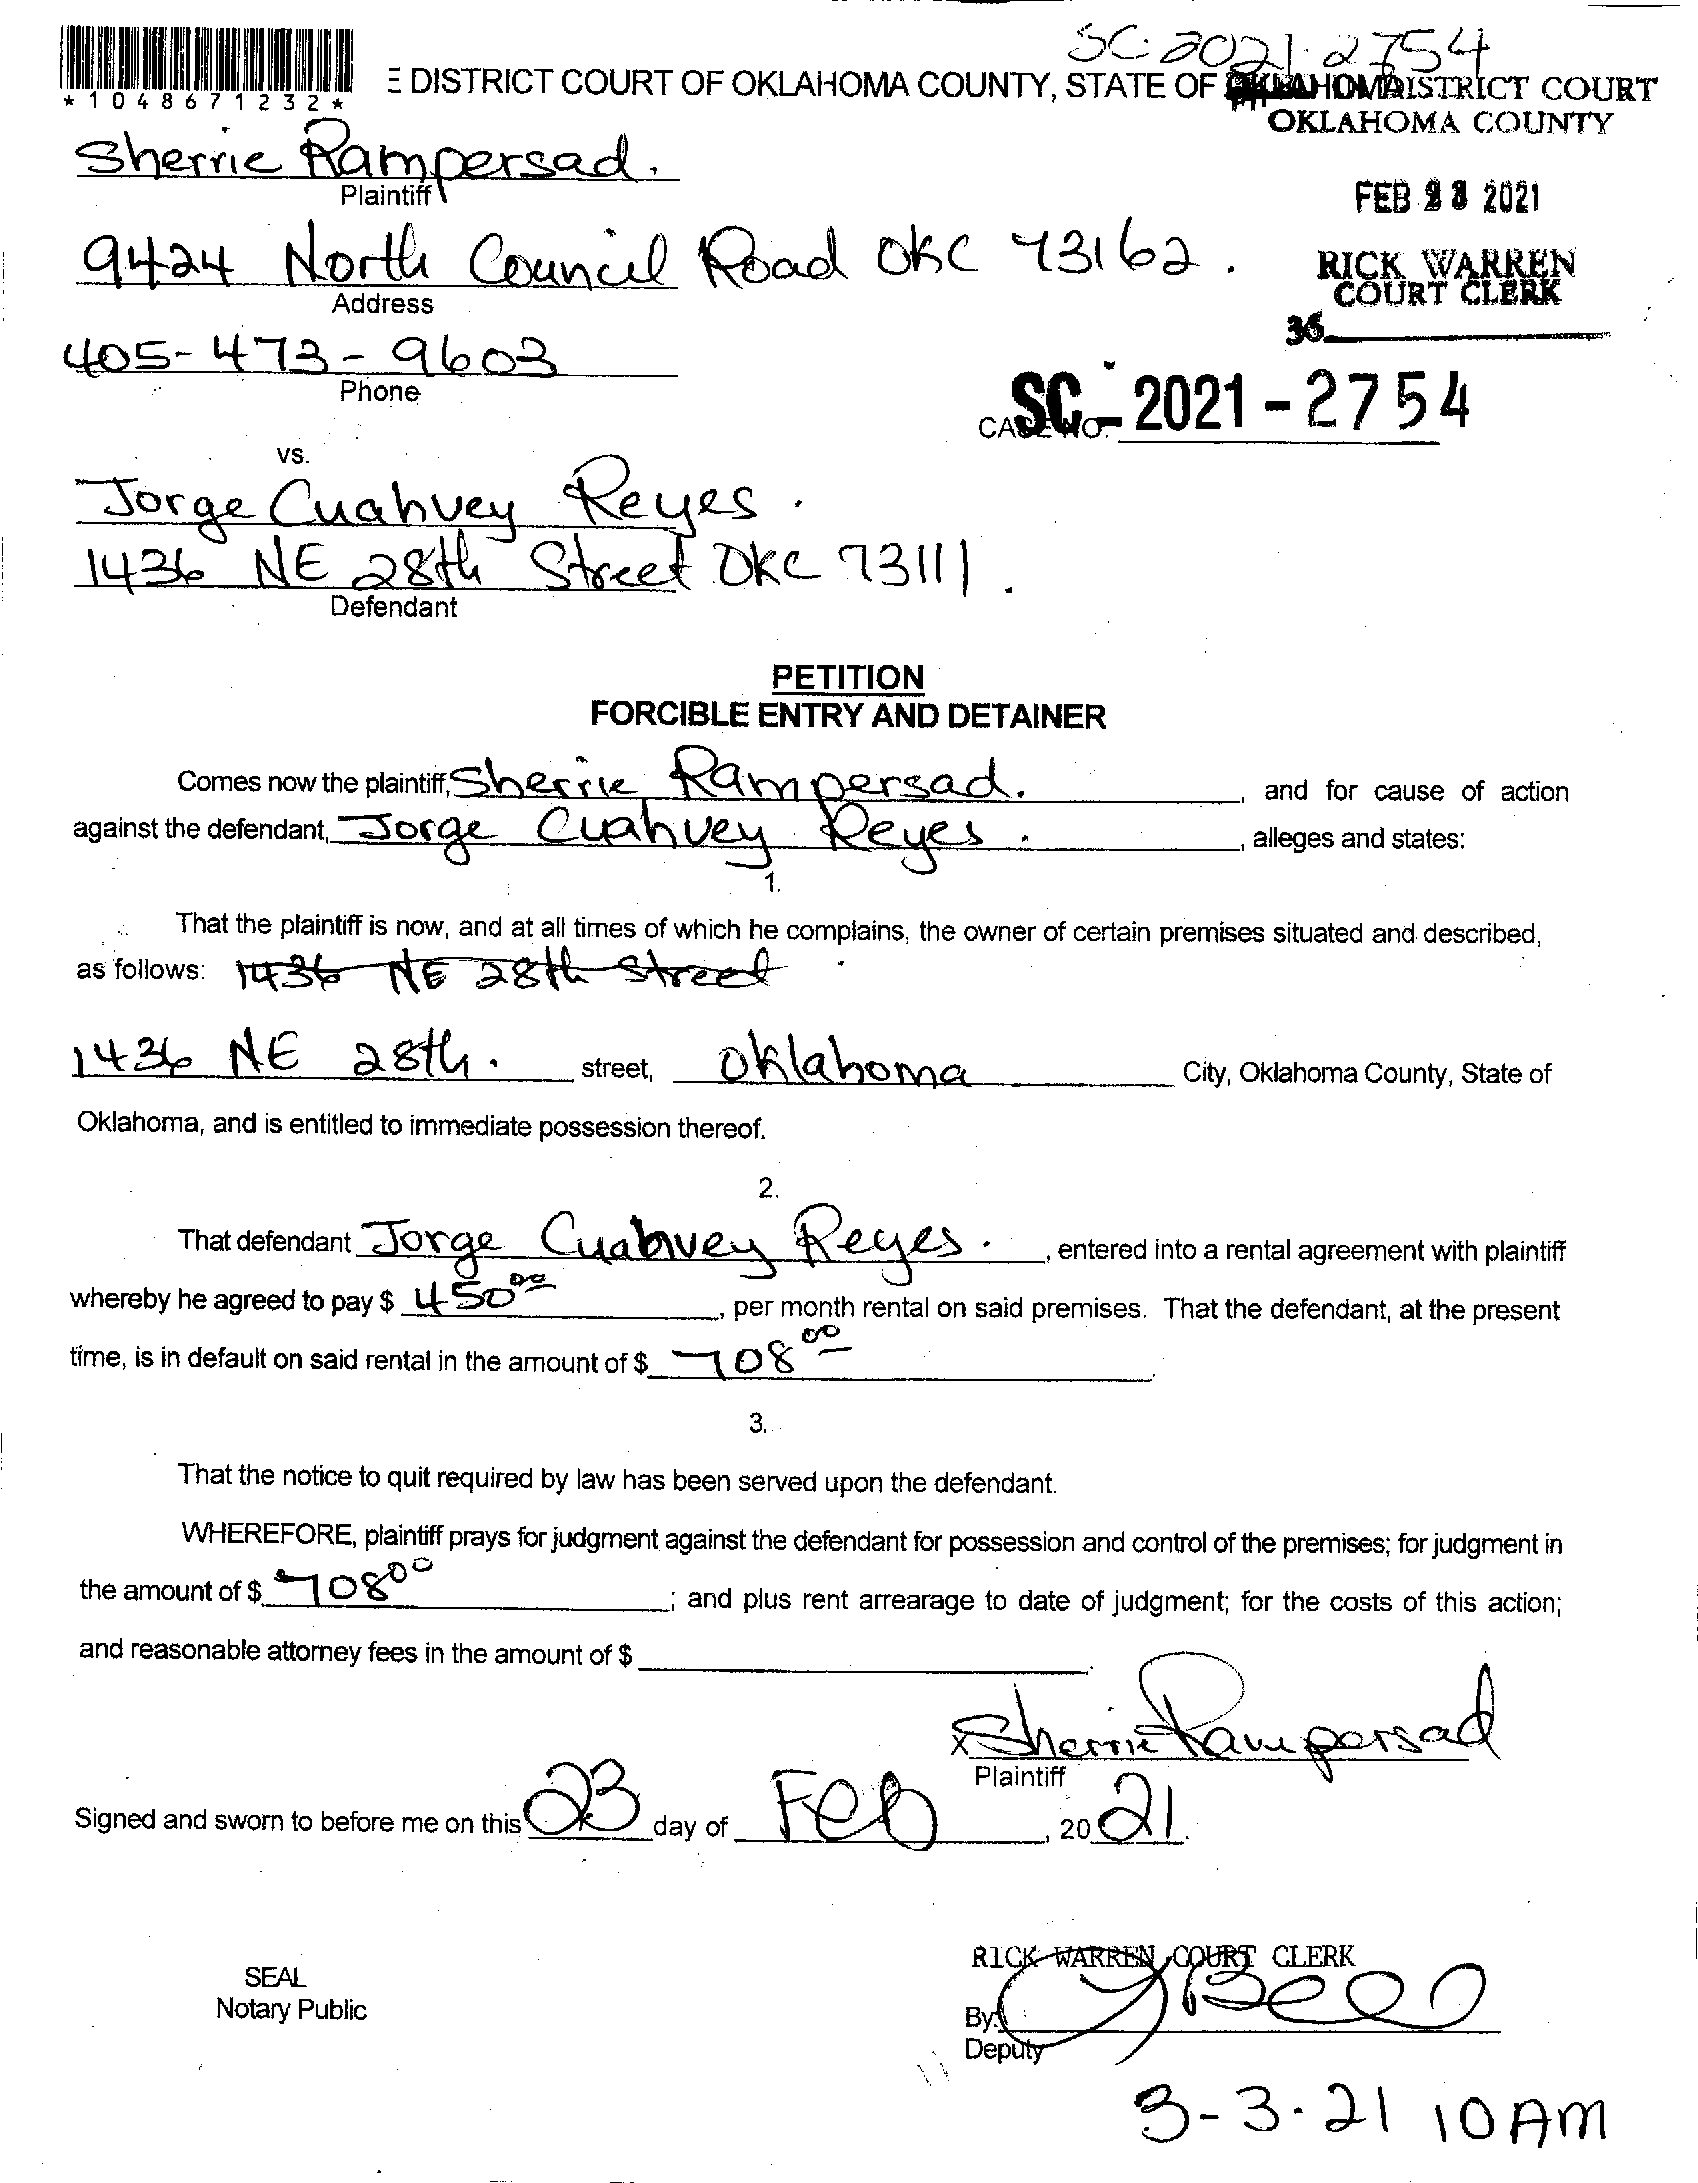 SC-2021-2754
*1048671232*
E DISTRICT COURT OF OKLAHOMA COUNTY, STATE OF OKLAHOMA
DISTRICT COURT
OKLAHOMA COUNTY
Sherrie Rampersad.
Plaintiff
FEB 2021
9424 North Council Road OKC 73162.
Address
RICK WARREN
COURT CLERK
36
405-473-9603
Phone
CASE NO. SC-2021-2754
vs.
Jorge Cuahvey Reyes.
1436 NE 28th Street OKC 73111.
Defendant
PETITION
FORCIBLE ENTRY AND DETAINER
Comes now the plaintiff, Sherrie Rampersad. , and for cause of action
against the defendant, Jorge Cuahvey Reyes. , alleges and states:
1.
That the plaintiff is now, and at all times of which he complains, the owner of certain premises situated and described,
as follows: 1436 NE 28th Street
1436 NE 28th. street, Oklahoma City, Oklahoma County, State of
Oklahoma, and is entitled to immediate possession thereof.
2.
That defendant Jorge Cuahvey Reyes. , entered into a rental agreement with plaintiff
whereby he agreed to pay $ 450 00 , per month rental on said premises. That the defendant, at the present
time, is in default on said rental in the amount of $ 708 00 .
3.
That the notice to quit required by law has been served upon the defendant.
WHEREFORE, plaintiff prays for judgment against the defendant for possession and control of the premises; for judgment in
the amount of $ 708 00 ; and plus rent arrearage to date of judgment; for the costs of this action;
and reasonable attorney fees in the amount of $ .
x Sherrie Rampersad
Plaintiff
Signed and sworn to before me on this 23 day of Feb , 20 21.
RICK WARREN COURT CLERK
SEAL
Notary Public
By:
Deputy
3-3-21 10AM